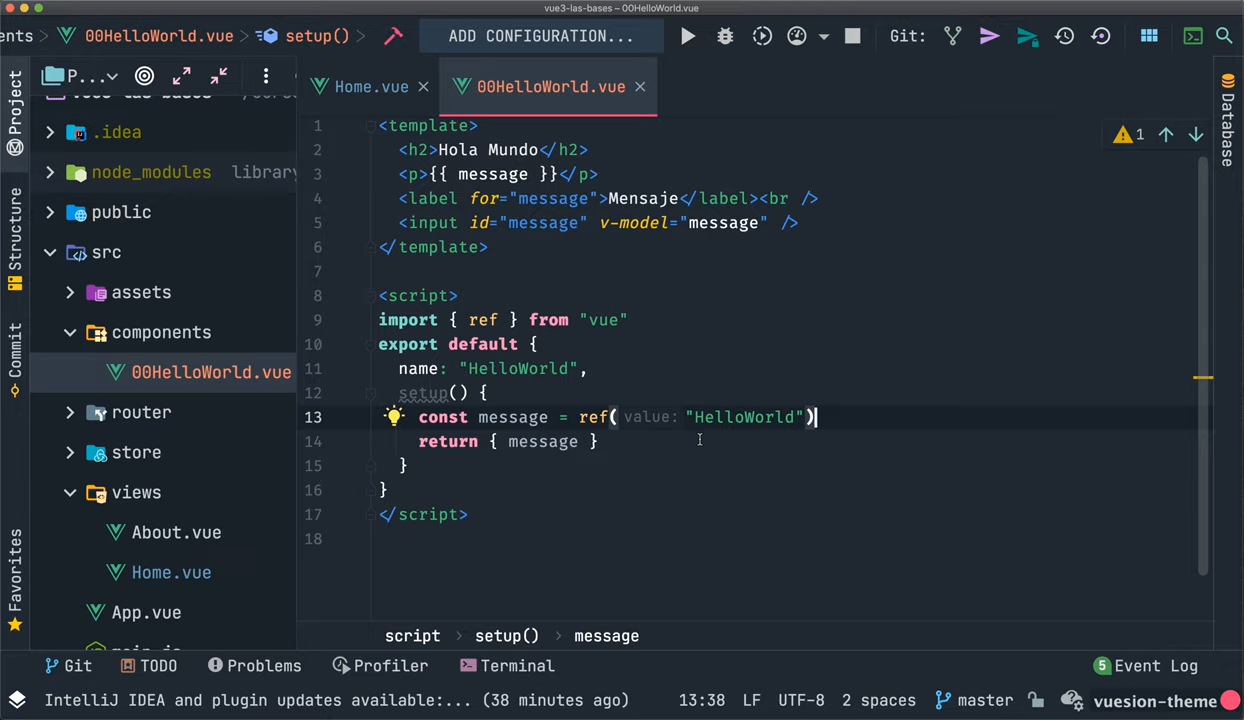 vue3-las-bases – 00HelloWorld.vue
ents 00HelloWorld.vue setup() ADD CONFIGURATION... Git:
Project
P... Home.vue 00HelloWorld.vue
Database
.idea
node_modules library
public
src
assets
components
00HelloWorld.vue
router
store
views
About.vue
Home.vue
App.vue
Structure
Commit
Favorites
1
1 <template>
2 <h2>Hola Mundo</h2>
3 <p>{{ message }}</p>
4 <label for="message">Mensaje</label><br />
5 <input id="message" v-model="message" />
6 </template>
7
8 <script>
9 import { ref } from "vue"
10 export default {
11 name: "HelloWorld",
12 setup() {
13 const message = ref( value: "HelloWorld")
14 return { message }
15 }
16 }
17 </script>
18
script > setup() > message
Git TODO Problems Profiler Terminal 5 Event Log
IntelliJ IDEA and plugin updates available:... (38 minutes ago) 13:38 LF UTF-8 2 spaces master vuesion-theme